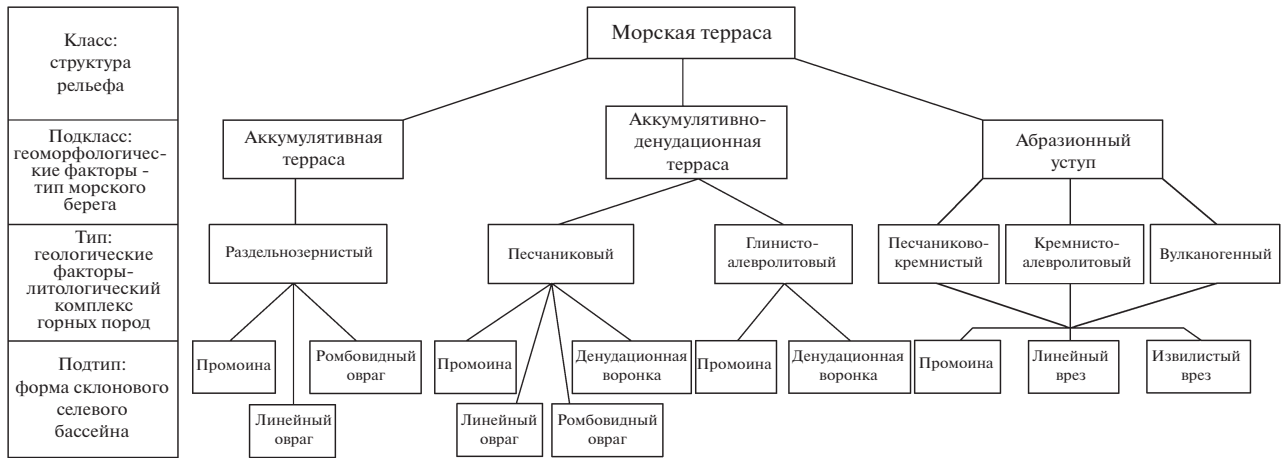 Класс:
структура
рельефа
Морская терраса
Подкласс:
геоморфологичес-
кие факторы -
тип морского
берега
Аккумулятивная
терраса
Аккумулятивно-
денудационная
терраса
Абразионный
уступ
Тип:
геологические
факторы-
литологический
комплекс
горных пород
Раздельнозернистый
Песчаниковый
Глинисто-
алевролитовый
Песчаниково-
кремнистый
Кремнисто-
алевролитовый
Вулканогенный
Подтип:
форма склонового
селевого
бассейна
Промоина
Линейный
овраг
Ромбовидный
овраг
Промоина
Линейный
овраг
Ромбовидный
овраг
Денудационная
воронка
Промоина
Денудационная
воронка
Промоина
Линейный
врез
Извилистый
врез